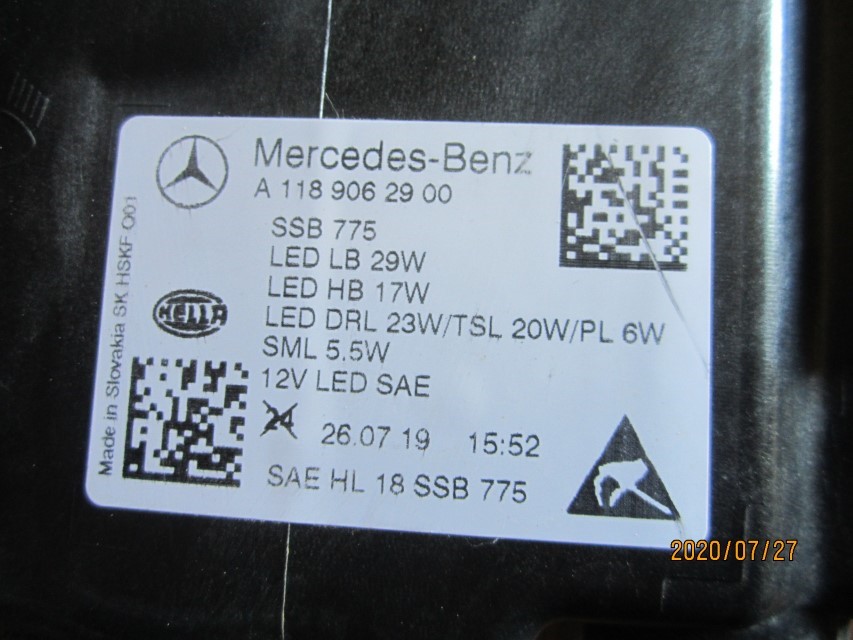 Mercedes-Benz
A 118 906 29 00
SSB 775
LED LB 29W
LED HB 17W
LED DRL 23W/TSL 20W/PL 6W
SML 5.5W
12V LED SAE
24
26.07.19 15:52
SAE HL 18 SSB 775
HELLA
Made in Slovakia SK HSKF O01
2020/07/27